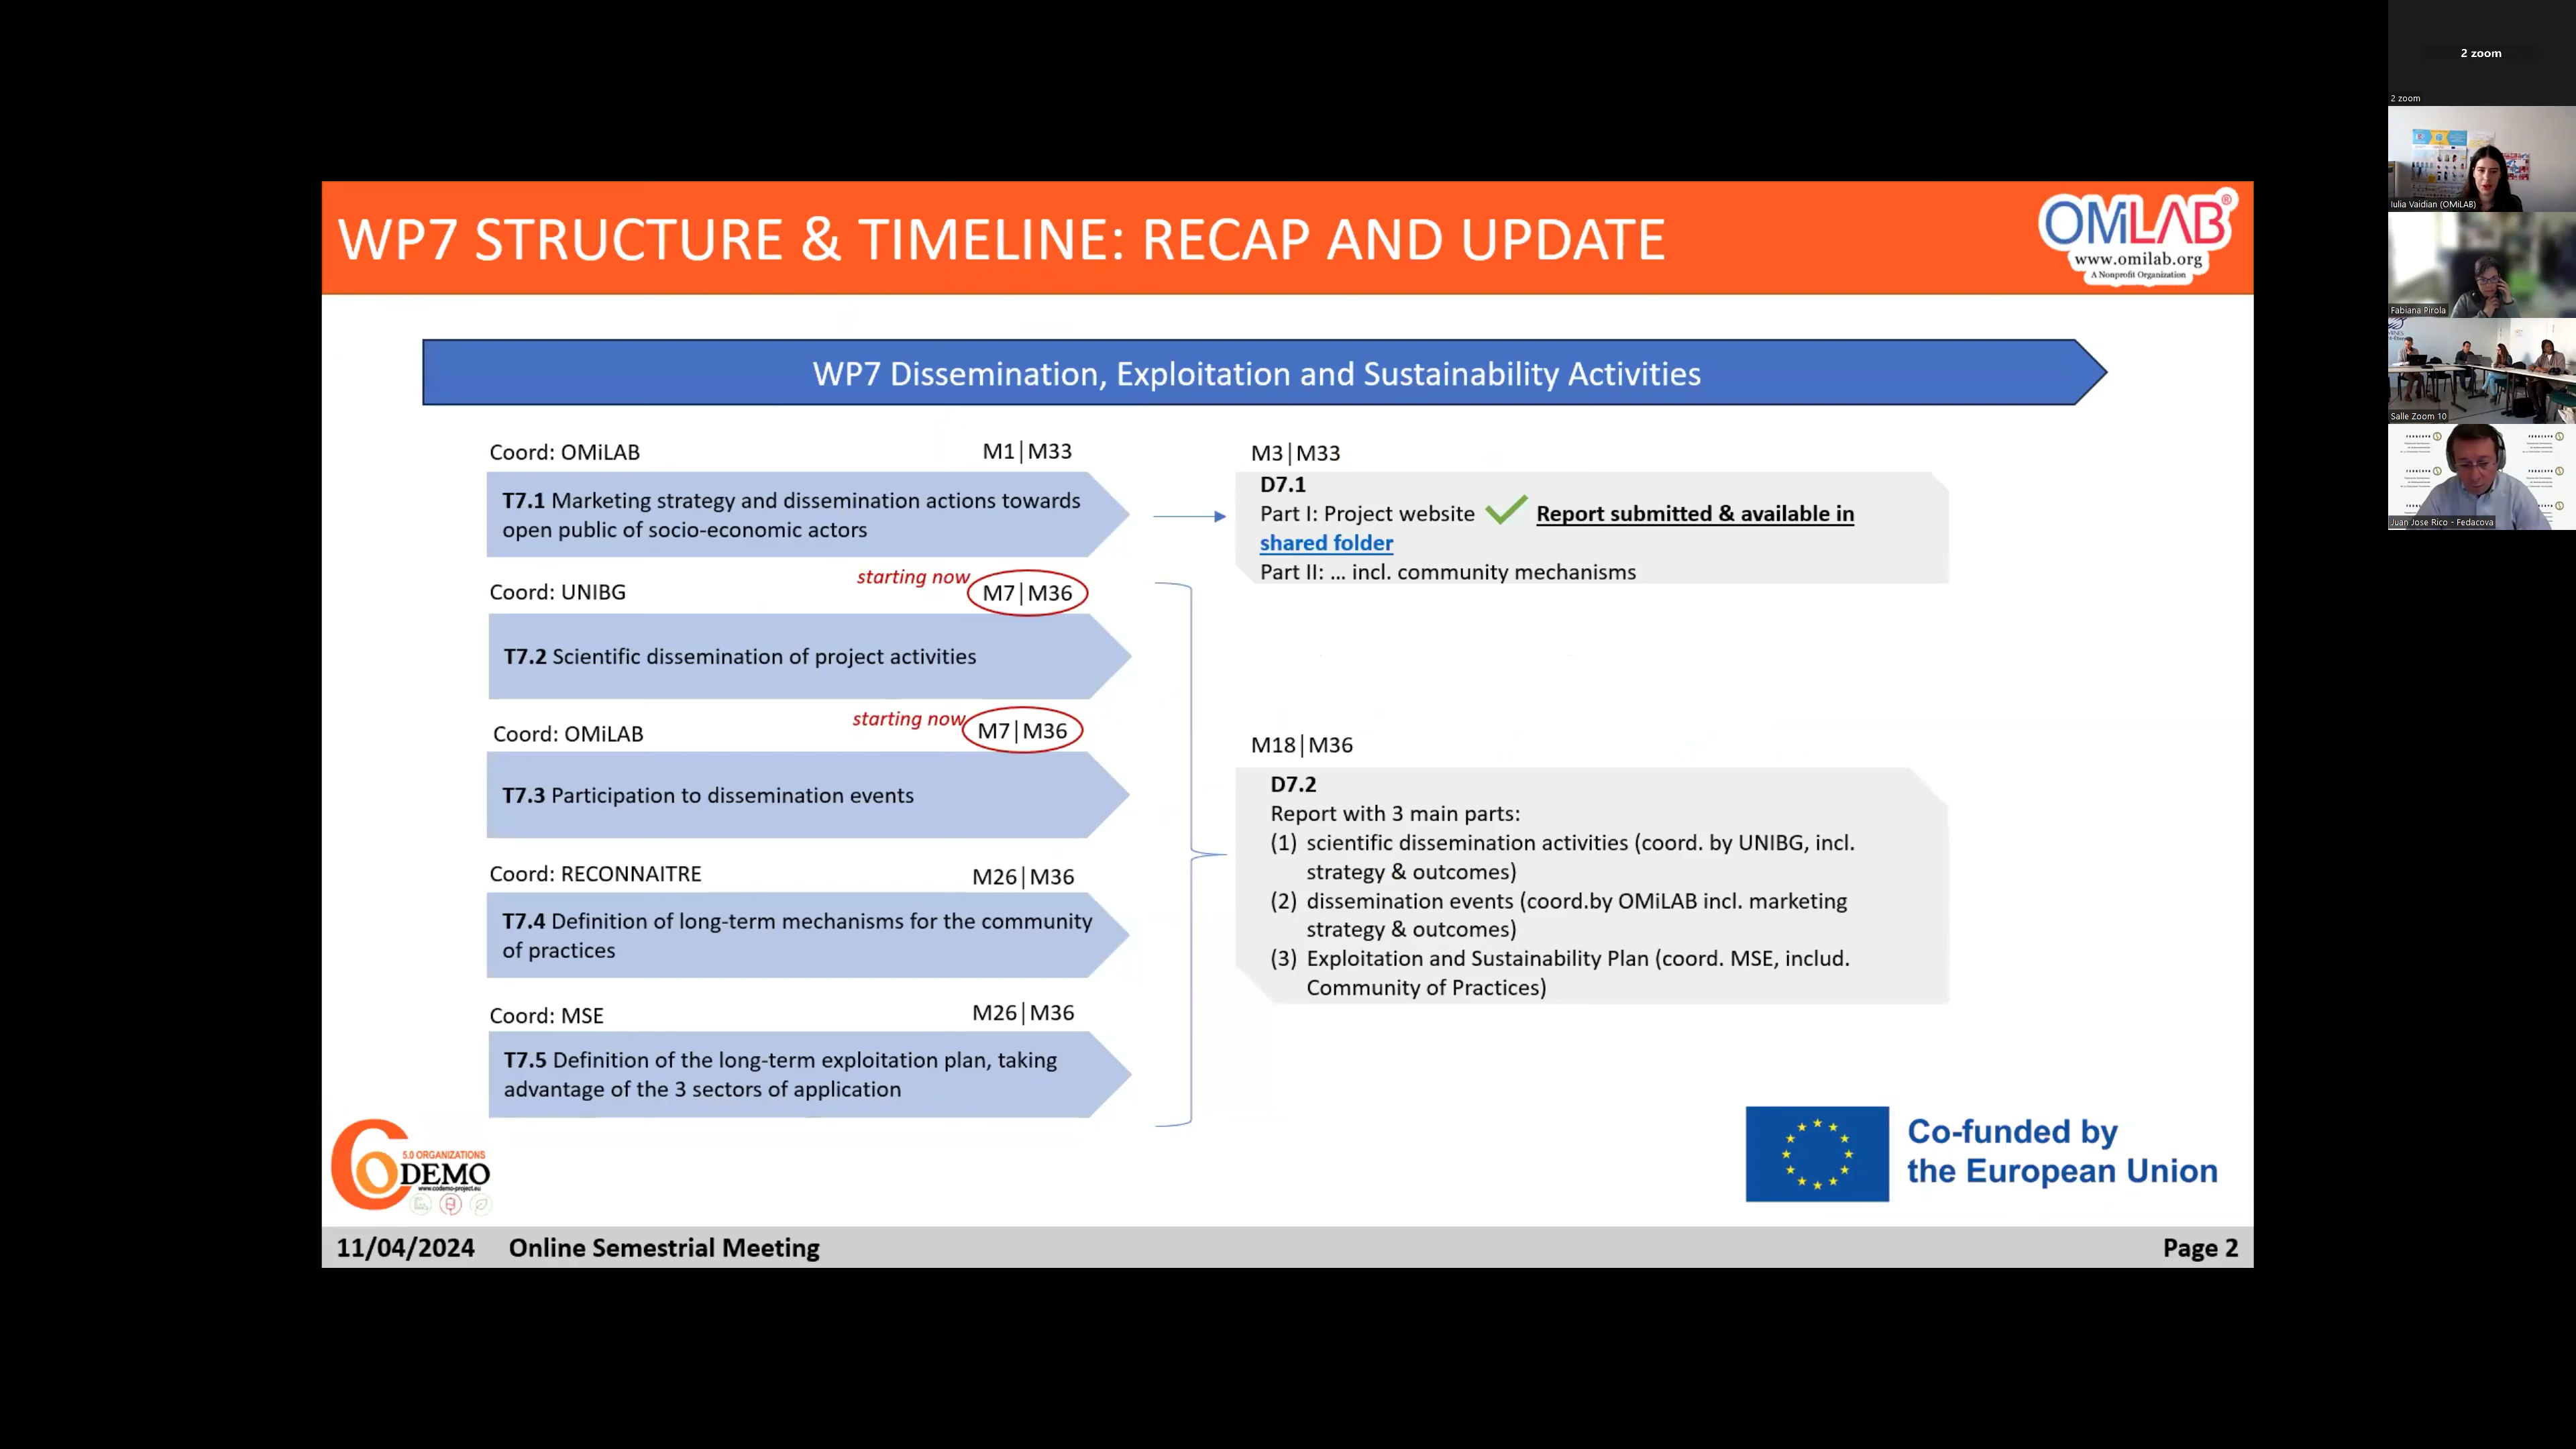 WP7 STRUCTURE & TIMELINE: RECAP AND UPDATE
OMiLAB®
www.omilab.org
A Nonprofit Organization
WP7 Dissemination, Exploitation and Sustainability Activities
Coord: OMiLAB
M1|M33
T7.1 Marketing strategy and dissemination actions towards
open public of socio-economic actors
Coord: UNIBG
starting now
M7|M36
T7.2 Scientific dissemination of project activities
Coord: OMiLAB
starting now
M7|M36
T7.3 Participation to dissemination events
Coord: RECONNAITRE
M26|M36
T7.4 Definition of long-term mechanisms for the community
of practices
Coord: MSE
M26|M36
T7.5 Definition of the long-term exploitation plan, taking
advantage of the 3 sectors of application
M3|M33
D7.1
Part I: Project website Report submitted & available in
shared folder
Part II: ... incl. community mechanisms
M18|M36
D7.2
Report with 3 main parts:
(1) scientific dissemination activities (coord. by UNIBG, incl.
strategy & outcomes)
(2) dissemination events (coord.by OMiLAB incl. marketing
strategy & outcomes)
(3) Exploitation and Sustainability Plan (coord. MSE, includ.
Community of Practices)
5.0 ORGANIZATIONS
CODEMO
www.codemo-project.eu
Co-funded by
the European Union
11/04/2024 Online Semestrial Meeting
Page 2
2 zoom
2 zoom
Iulia Vaidian (OMiLAB)
Fabiana Pirola
Salle Zoom 10
Juan Jose Rico - Fedacova